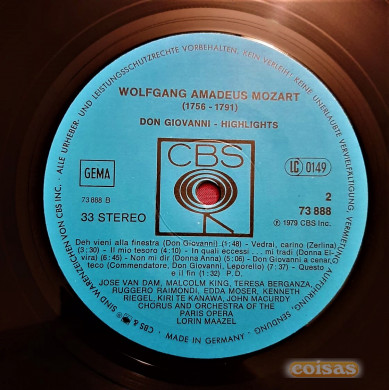 ALLE URHEBER- UND LEISTUNGSSCHUTZRECHTE VORBEHALTEN. KEIN VERLEIH! KEINE UNERLAUBTE VERVIELFÄLTIGUNG, VERMIETUNG, AUFFÜHRUNG, SENDUNG!
WOLFGANG AMADEUS MOZART
(1756 - 1791)
DON GIOVANNI - HIGHLIGHTS
CBS
GEMA
LC 0149
73 888 B
2
73 888
33 STEREO
℗ 1979 CBS Inc.
Deh vieni alla finestra (Don Giovanni) (1;48) - Vedrai, carino (Zerlina)
(3;30) - Il mio tesoro (4;10) - In quali eccessi . . . mi tradi (Donna El-
vira) (5;45) - Non mi dir (Donna Anna) (5;06) - Don Giovanni a cenar
tec (Commendatore, Don Giovanni, Leporello) (7;37) - Questo
è il fin (1;32) P.D.
JOSE VAN DAM, MALCOLM KING, TERESA BERGANZA,
RUGGERO RAIMONDI, EDDA MOSER, KENNETH
RIEGEL, KIRI TE KANAWA, JOHN MACURDY
CHORUS AND ORCHESTRA OF THE
PARIS OPERA
LORIN MAAZEL
MADE IN GERMANY
CBS & SIND WARENZEICHEN VON CBS INC.
coisas